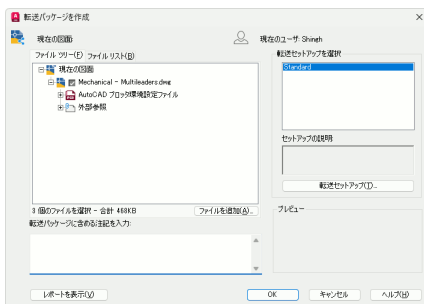 転送パッケージを作成
現在の図面
現在のユーザ: Shingh
ファイル ツリー(F) ファイル リスト(R)
現在の図面
Mechanical - Multileaders.dwg
AutoCAD プロッタ環境設定ファイル
外部参照
3 個のファイルを選択 - 合計 468KB
ファイルを追加(A)...
転送パッケージに含める注記を入力:
転送セットアップを選択
Standard
セットアップの説明:
転送セットアップ(T)...
プレビュー
レポートを表示(V)
OK
キャンセル
ヘルプ(H)